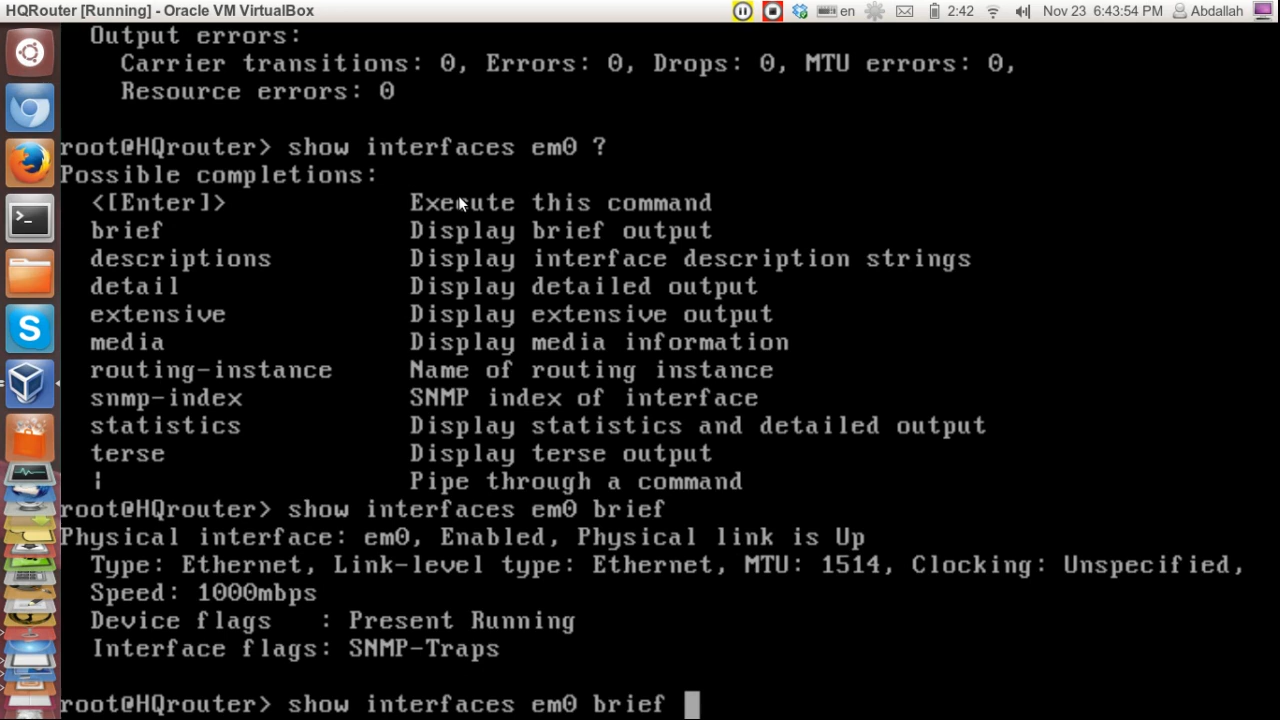 HQRouter [Running] - Oracle VM VirtualBox en 2:42 Nov 23 6:43:54 PM Abdallah
Output errors:
Carrier transitions: 0, Errors: 0, Drops: 0, MTU errors: 0,
Resource errors: 0
root@HQrouter> show interfaces em0 ?
Possible completions:
<[Enter]> Execute this command
brief Display brief output
descriptions Display interface description strings
detail Display detailed output
extensive Display extensive output
media Display media information
routing-instance Name of routing instance
snmp-index SNMP index of interface
statistics Display statistics and detailed output
terse Display terse output
| Pipe through a command
root@HQrouter> show interfaces em0 brief
Physical interface: em0, Enabled, Physical link is Up
Type: Ethernet, Link-level type: Ethernet, MTU: 1514, Clocking: Unspecified,
Speed: 1000mbps
Device flags   : Present Running
Interface flags: SNMP-Traps
root@HQrouter> show interfaces em0 brief